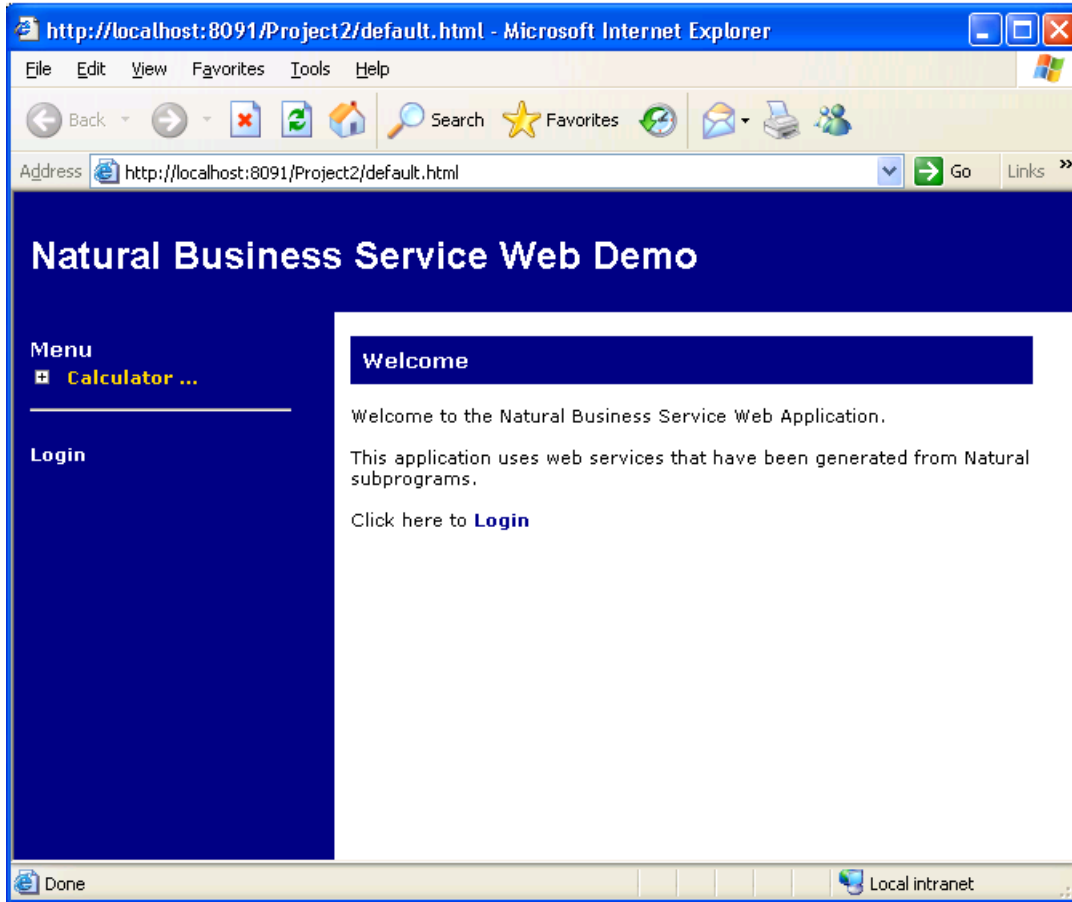 http://localhost:8091/Project2/default.html - Microsoft Internet Explorer
File Edit View Favorites Tools Help
Back Search Favorites
Address http://localhost:8091/Project2/default.html Go Links »
Natural Business Service Web Demo
Menu
Calculator ...
Login
Welcome
Welcome to the Natural Business Service Web Application.
This application uses web services that have been generated from Natural
subprograms.
Click here to Login
Done Local intranet